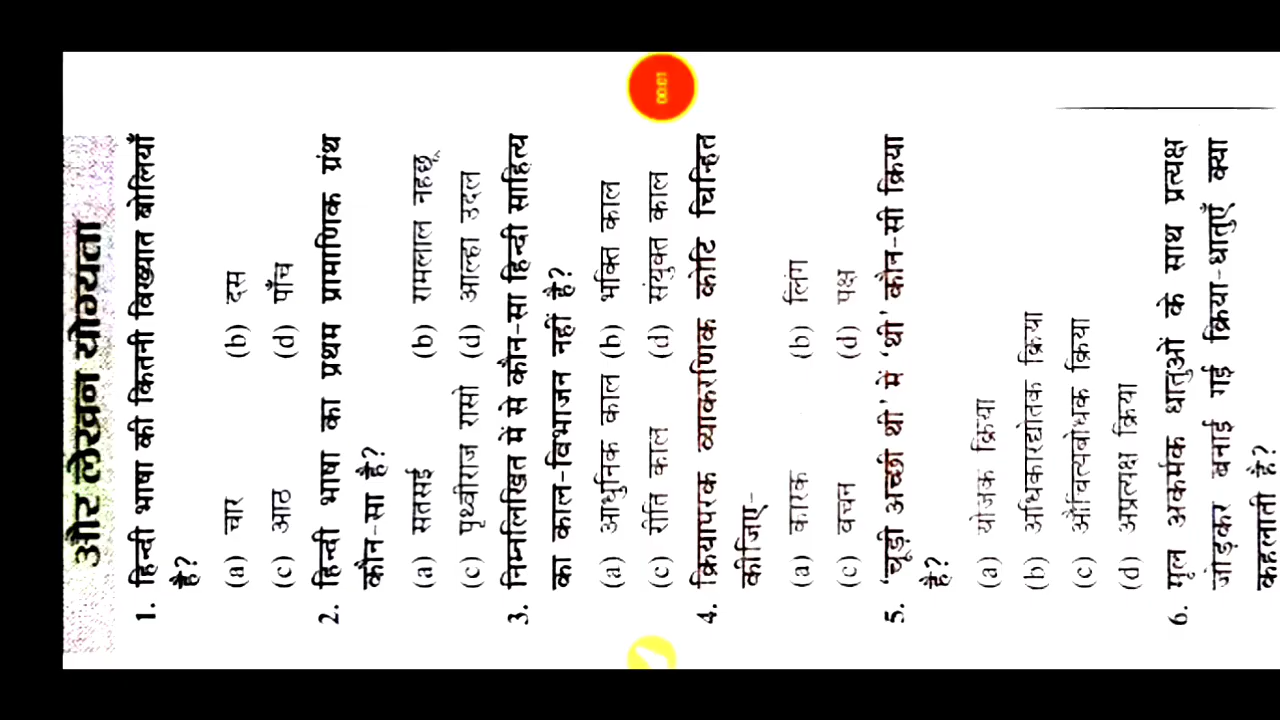 और लेखन योग्यता
1. हिन्दी भाषा की कितनी विख्यात बोलियाँ
हैं?
(a) चार (b) दस
(c) आठ (d) पाँच
2. हिन्दी भाषा का प्रथम प्रामाणिक ग्रंथ
कौन-सा है?
(a) सतसई (b) रामलाल नहछू
(c) पृथ्वीराज रासो (d) आल्हा उदल
3. निम्नलिखित में से कौन-सा हिन्दी साहित्य
का काल-विभाजन नहीं है?
(a) आधुनिक काल (b) भक्ति काल
(c) रीति काल (d) संयुक्त काल
4. क्रियापरक व्याकरणिक कोटि चिन्हित
कीजिए-
(a) कारक (b) लिंग
(c) वचन (d) पक्ष
5. 'चूड़ी अच्छी थी' में 'थी' कौन-सी क्रिया
है?
(a) योजक क्रिया
(b) अधिकारद्योतक क्रिया
(c) औचित्यबोधक क्रिया
(d) अप्रत्यक्ष क्रिया
6. मूल अकर्मक धातुओं के साथ प्रत्यक्ष
जोड़कर बनाई गई क्रिया-धातुएँ क्या
कहलाती है?
00:01